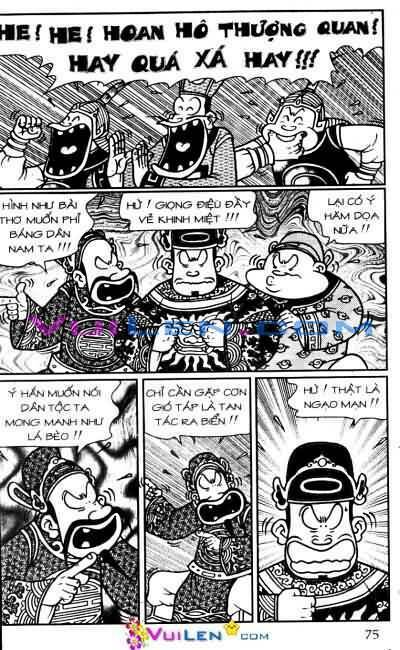 HE! HE! HOAN HÔ THƯỢNG QUAN!
HAY QUÁ XÁ HAY!!!
HÌNH NHƯ BÀI
THƠ MUỐN PHỈ
BÁNG DÂN
NAM TA!!!
HỪ! GIỌNG ĐIỆU ĐẦY
VẺ KHINH MIỆT!!!
LẠI CÓ Ý
HĂM DỌA
NỮA!!
VuiLen.com
Ý HẮN MUỐN NÓI
DÂN TỘC TA
MONG MANH NHƯ
LÁ BÈO!!
CHỈ CẦN GẶP CƠN
GIÓ TÁP LÀ TAN
TÁC RA BIỂN!!
HỪ! THẬT LÀ
NGẠO MẠN!!
75
VuiLen.com